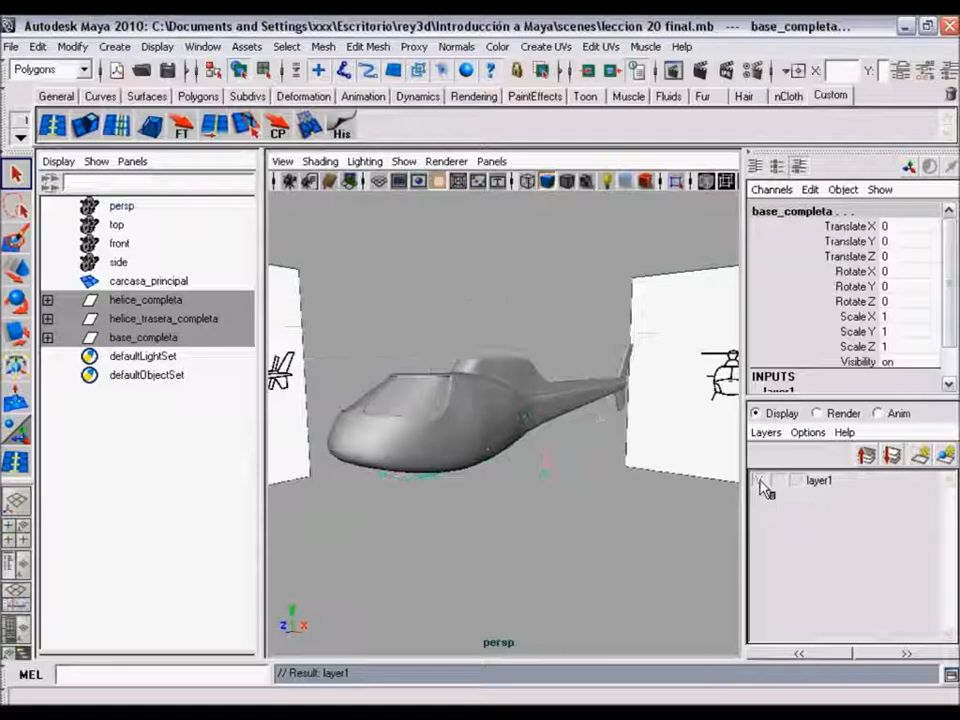 Autodesk Maya 2010: C:\Documents and Settings\xxx\Escritorio\rey3d\Introducción a Maya\scenes\leccion 20 final.mb --- base_completa...
File Edit Modify Create Display Window Assets Select Mesh Edit Mesh Proxy Normals Color Create UVs Edit UVs Muscle Help
Polygons X: Y:
General Curves Surfaces Polygons Subdivs Deformation Animation Dynamics Rendering PaintEffects Toon Muscle Fluids Fur Hair nCloth Custom
FT CP His
Display Show Panels
View Shading Lighting Show Renderer Panels
persp
top
front
side
carcasa_principal
helice_completa
helice_trasera_completa
base_completa
defaultLightSet
defaultObjectSet
Y
Z X
persp
Channels Edit Object Show
base_completa . . .
Translate X 0
Translate Y 0
Translate Z 0
Rotate X 0
Rotate Y 0
Rotate Z 0
Scale X 1
Scale Y 1
Scale Z 1
Visibility on
INPUTS
layer1
Display Render Anim
Layers Options Help
layer1
<< >>
MEL // Result: layer1